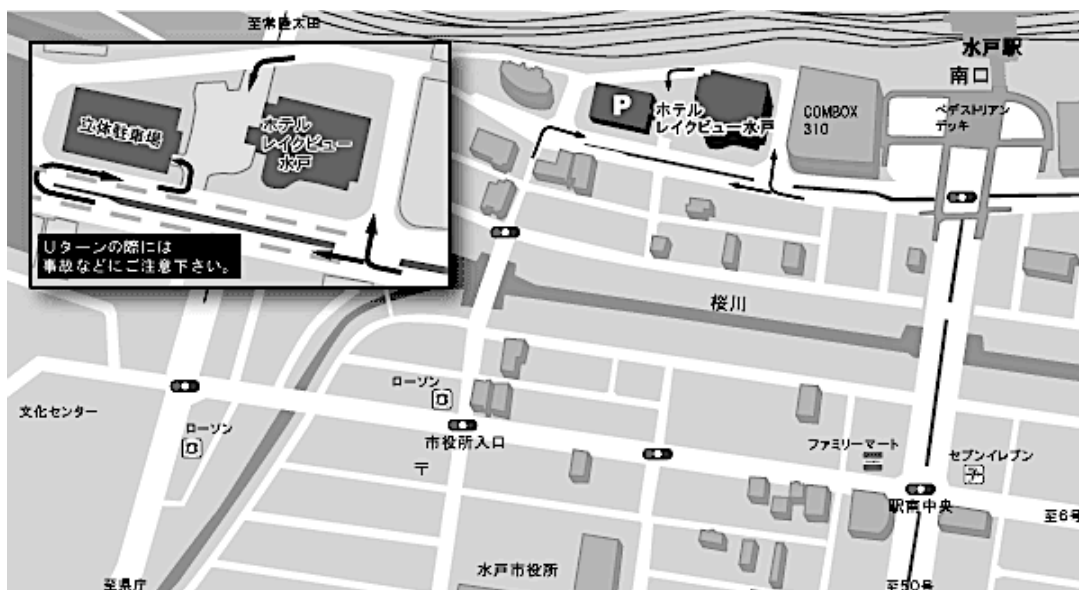 至常陸太田
水戸駅
南口
ペデストリアン
デッキ
COMBOX
310
P
ホテル
レイクビュー水戸
立体駐車場
ホテル
レイクビュー
水戸
Uターンの際には
事故などにご注意下さい。
桜川
文化センター
ローソン
ローソン
市役所入口
〒
ファミリーマート
セブンイレブン
駅南中央
至6号
水戸市役所
至県庁
至50号